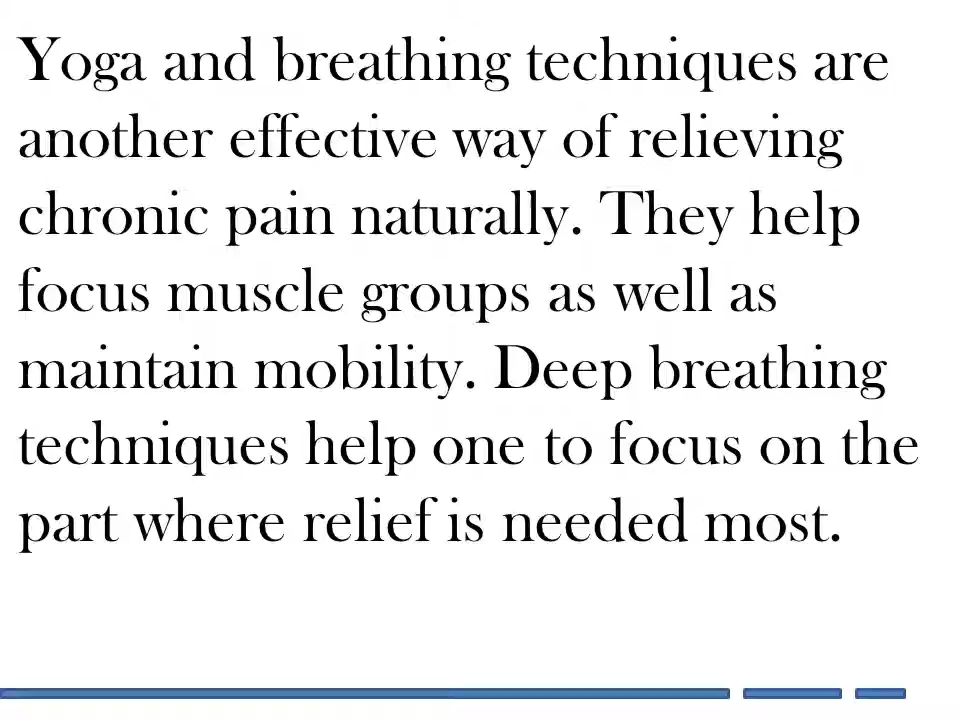 Yoga and breathing techniques are
another effective way of relieving
chronic pain naturally. They help
focus muscle groups as well as
maintain mobility. Deep breathing
techniques help one to focus on the
part where relief is needed most.